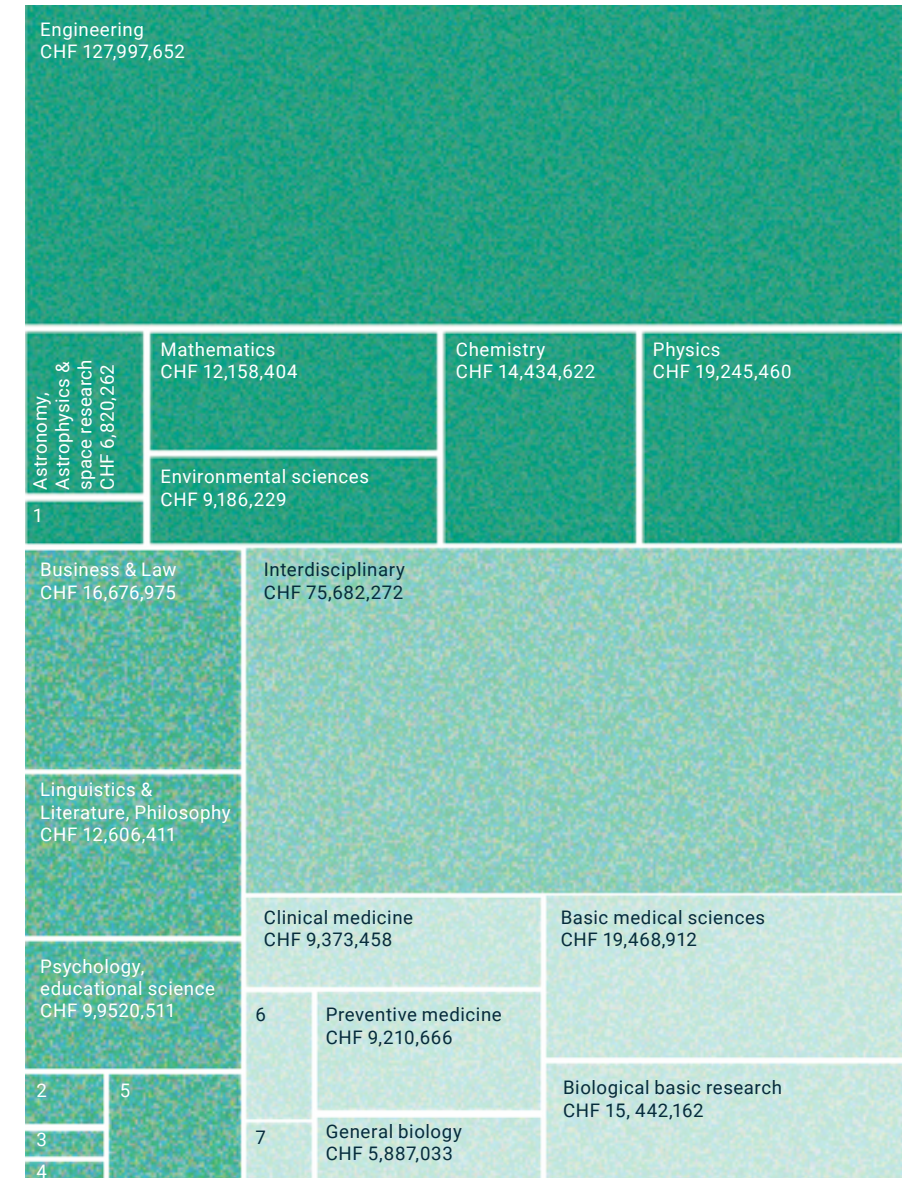 Engineering
CHF 127,997,652
Astronomy,
Astrophysics &
space research
CHF 6,820,262
1
Mathematics
CHF 12,158,404
Environmental sciences
CHF 9,186,229
Chemistry
CHF 14,434,622
Physics
CHF 19,245,460
Business & Law
CHF 16,676,975
Interdisciplinary
CHF 75,682,272
Linguistics &
Literature, Philosophy
CHF 12,606,411
Psychology,
educational science
CHF 9,9520,511
2
3
4
5
Clinical medicine
CHF 9,373,458
Basic medical sciences
CHF 19,468,912
6
Preventive medicine
CHF 9,210,666
7
General biology
CHF 5,887,033
Biological basic research
CHF 15, 442,162